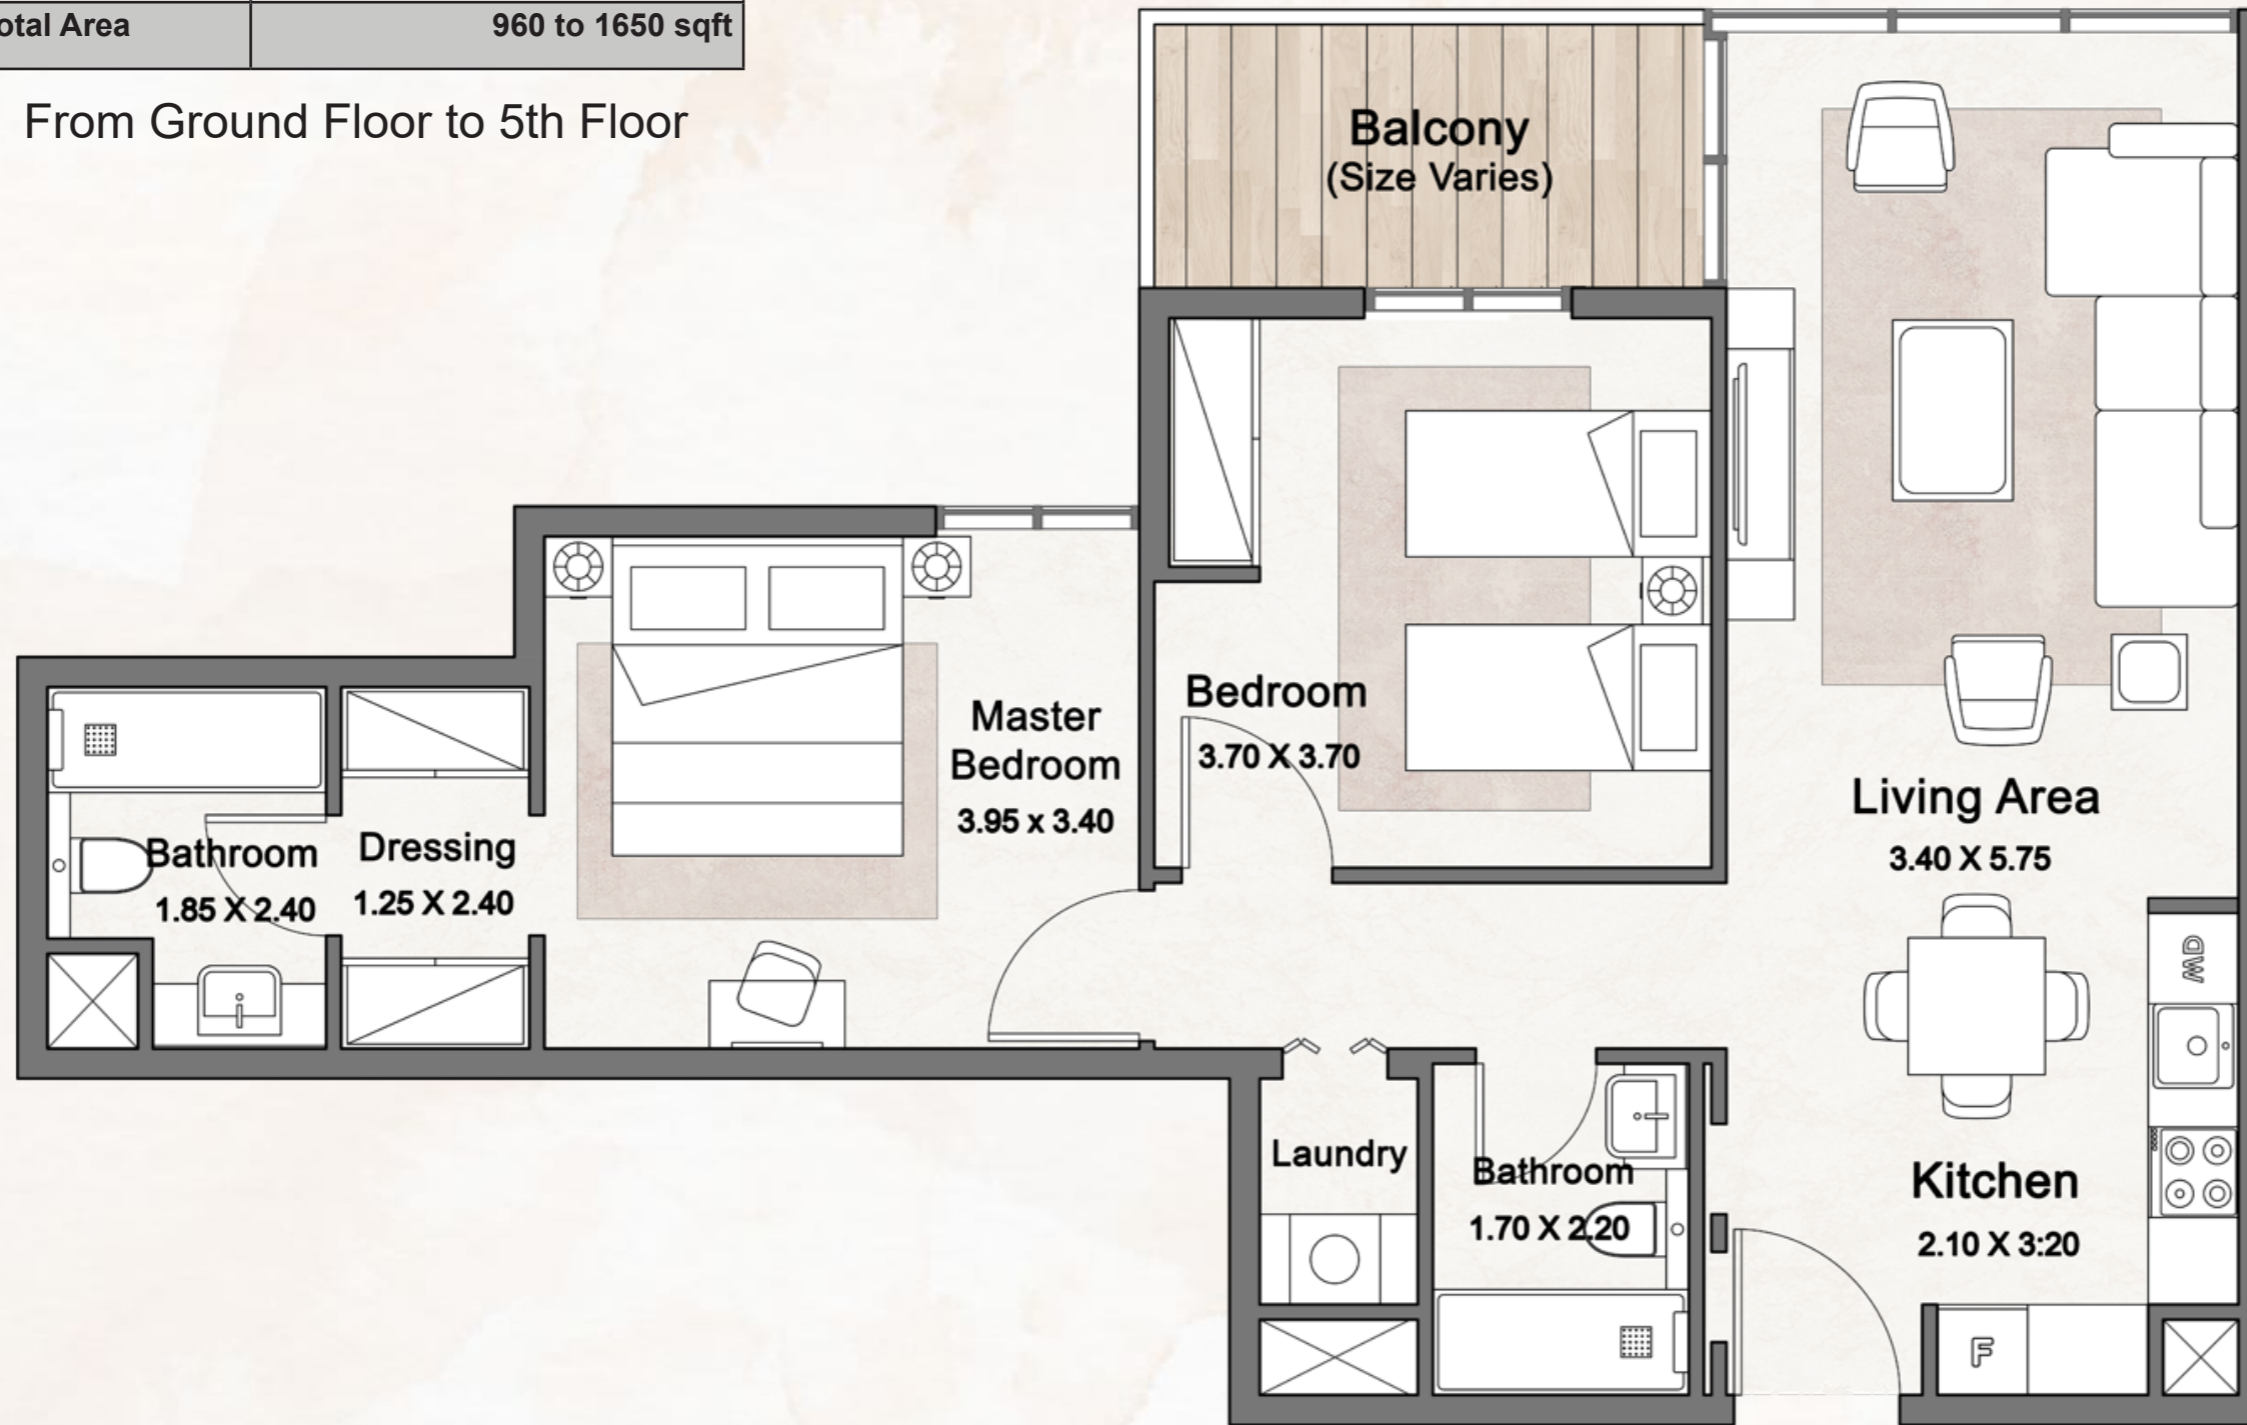 otal Area 960 to 1650 sqft
From Ground Floor to 5th Floor
Balcony
(Size Varies)
Master
Bedroom
3.95 x 3.40
Bedroom
3.70 X 3.70
Living Area
3.40 X 5.75
Bathroom
1.85 X 2.40
Dressing
1.25 X 2.40
DW
Laundry
Bathroom
1.70 X 2.20
Kitchen
2.10 X 3:20
F